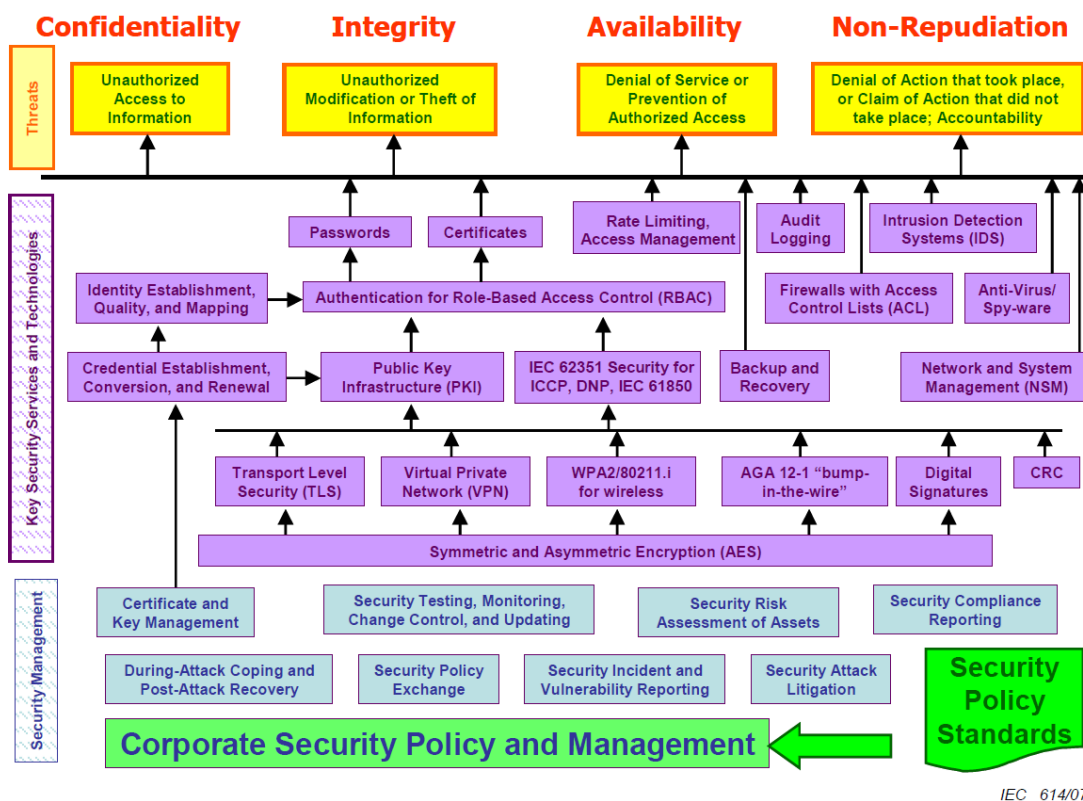 Confidentiality
Integrity
Availability
Non-Repudiation
Threats
Unauthorized
Access to
Information
Unauthorized
Modification or Theft of
Information
Denial of Service or
Prevention of
Authorized Access
Denial of Action that took place,
or Claim of Action that did not
take place; Accountability
Key Security Services and Technologies
Passwords
Certificates
Rate Limiting,
Access Management
Audit
Logging
Intrusion Detection
Systems (IDS)
Identity Establishment,
Quality, and Mapping
Authentication for Role-Based Access Control (RBAC)
Firewalls with Access
Control Lists (ACL)
Anti-Virus/
Spy-ware
Credential Establishment,
Conversion, and Renewal
Public Key
Infrastructure (PKI)
IEC 62351 Security for
ICCP, DNP, IEC 61850
Backup and
Recovery
Network and System
Management (NSM)
Transport Level
Security (TLS)
Virtual Private
Network (VPN)
WPA2/80211.i
for wireless
AGA 12-1 “bump-
in-the-wire”
Digital
Signatures
CRC
Symmetric and Asymmetric Encryption (AES)
Security Management
Certificate and
Key Management
Security Testing, Monitoring,
Change Control, and Updating
Security Risk
Assessment of Assets
Security Compliance
Reporting
During-Attack Coping and
Post-Attack Recovery
Security Policy
Exchange
Security Incident and
Vulnerability Reporting
Security Attack
Litigation
Security
Policy
Standards
Corporate Security Policy and Management
IEC 614/07